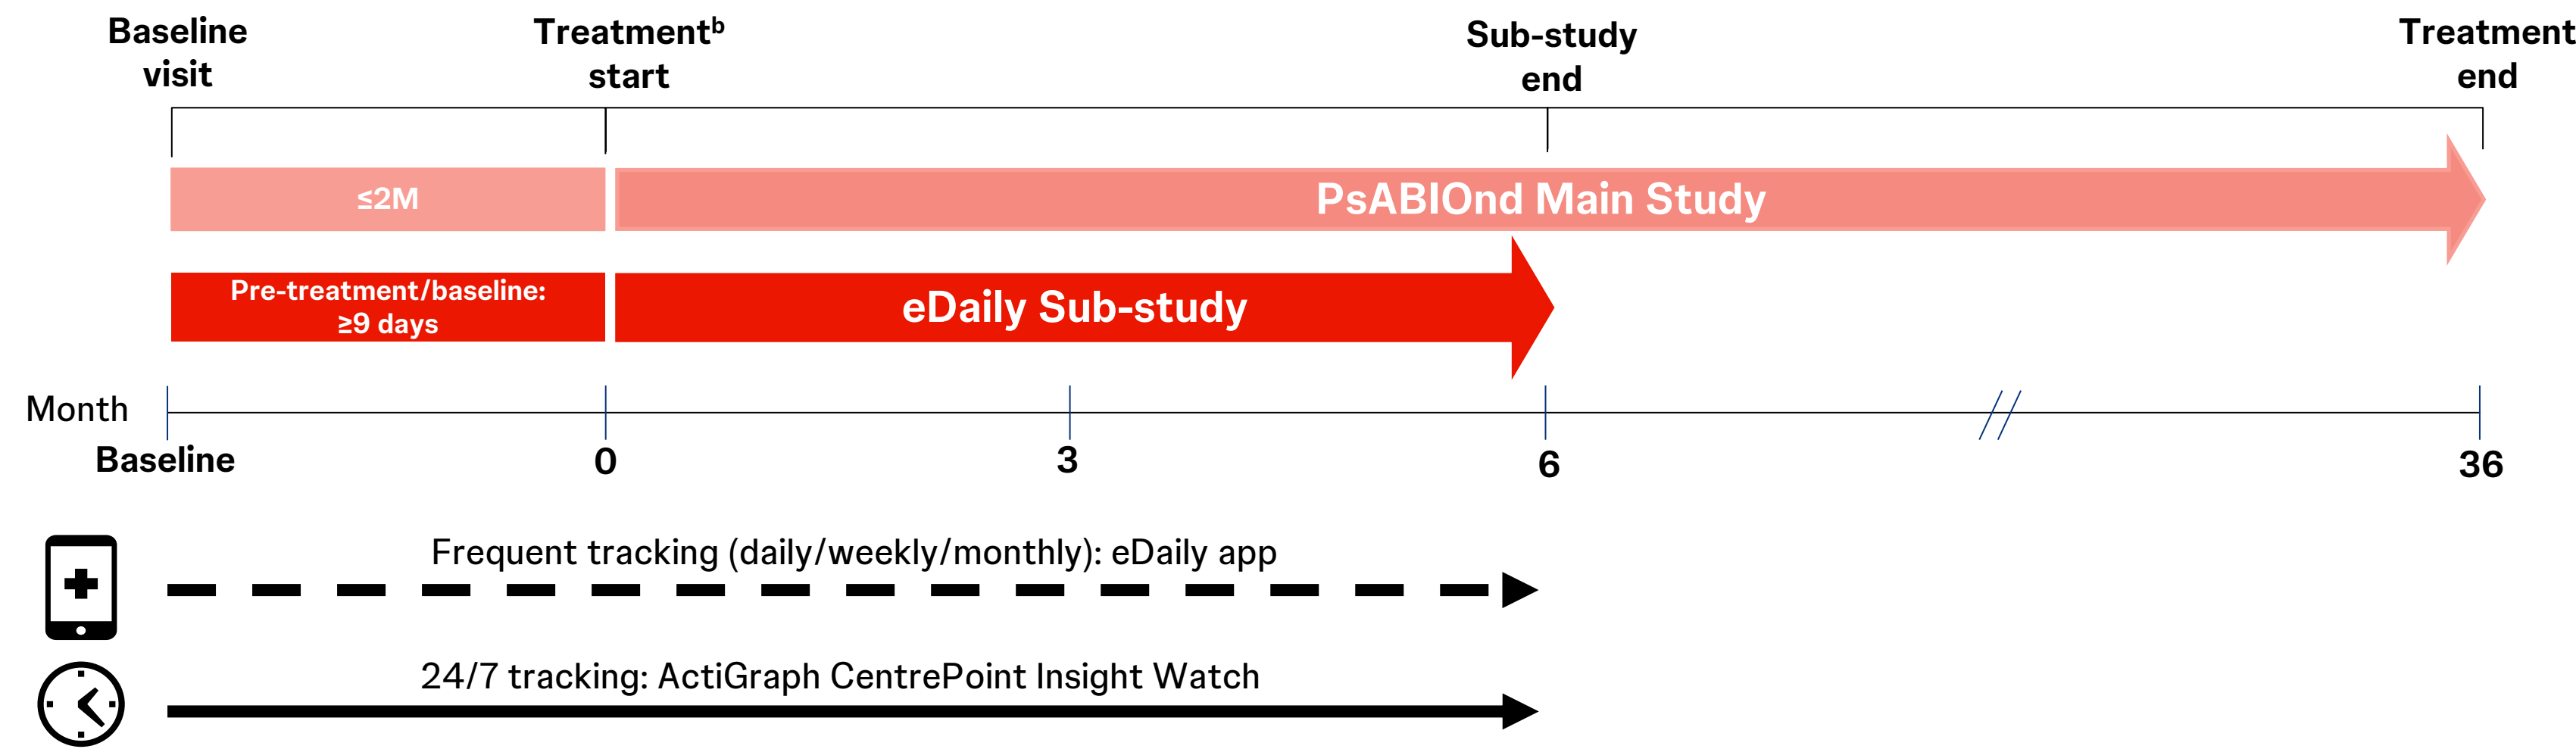 Baseline
visit
Treatmentᵇ
start
Sub-study
end
Treatment
end
≤2M
PsABIOnd Main Study
Pre-treatment/baseline:
≥9 days
eDaily Sub-study
Month
Baseline
0
3
6
36
Frequent tracking (daily/weekly/monthly): eDaily app
24/7 tracking: ActiGraph CentrePoint Insight Watch